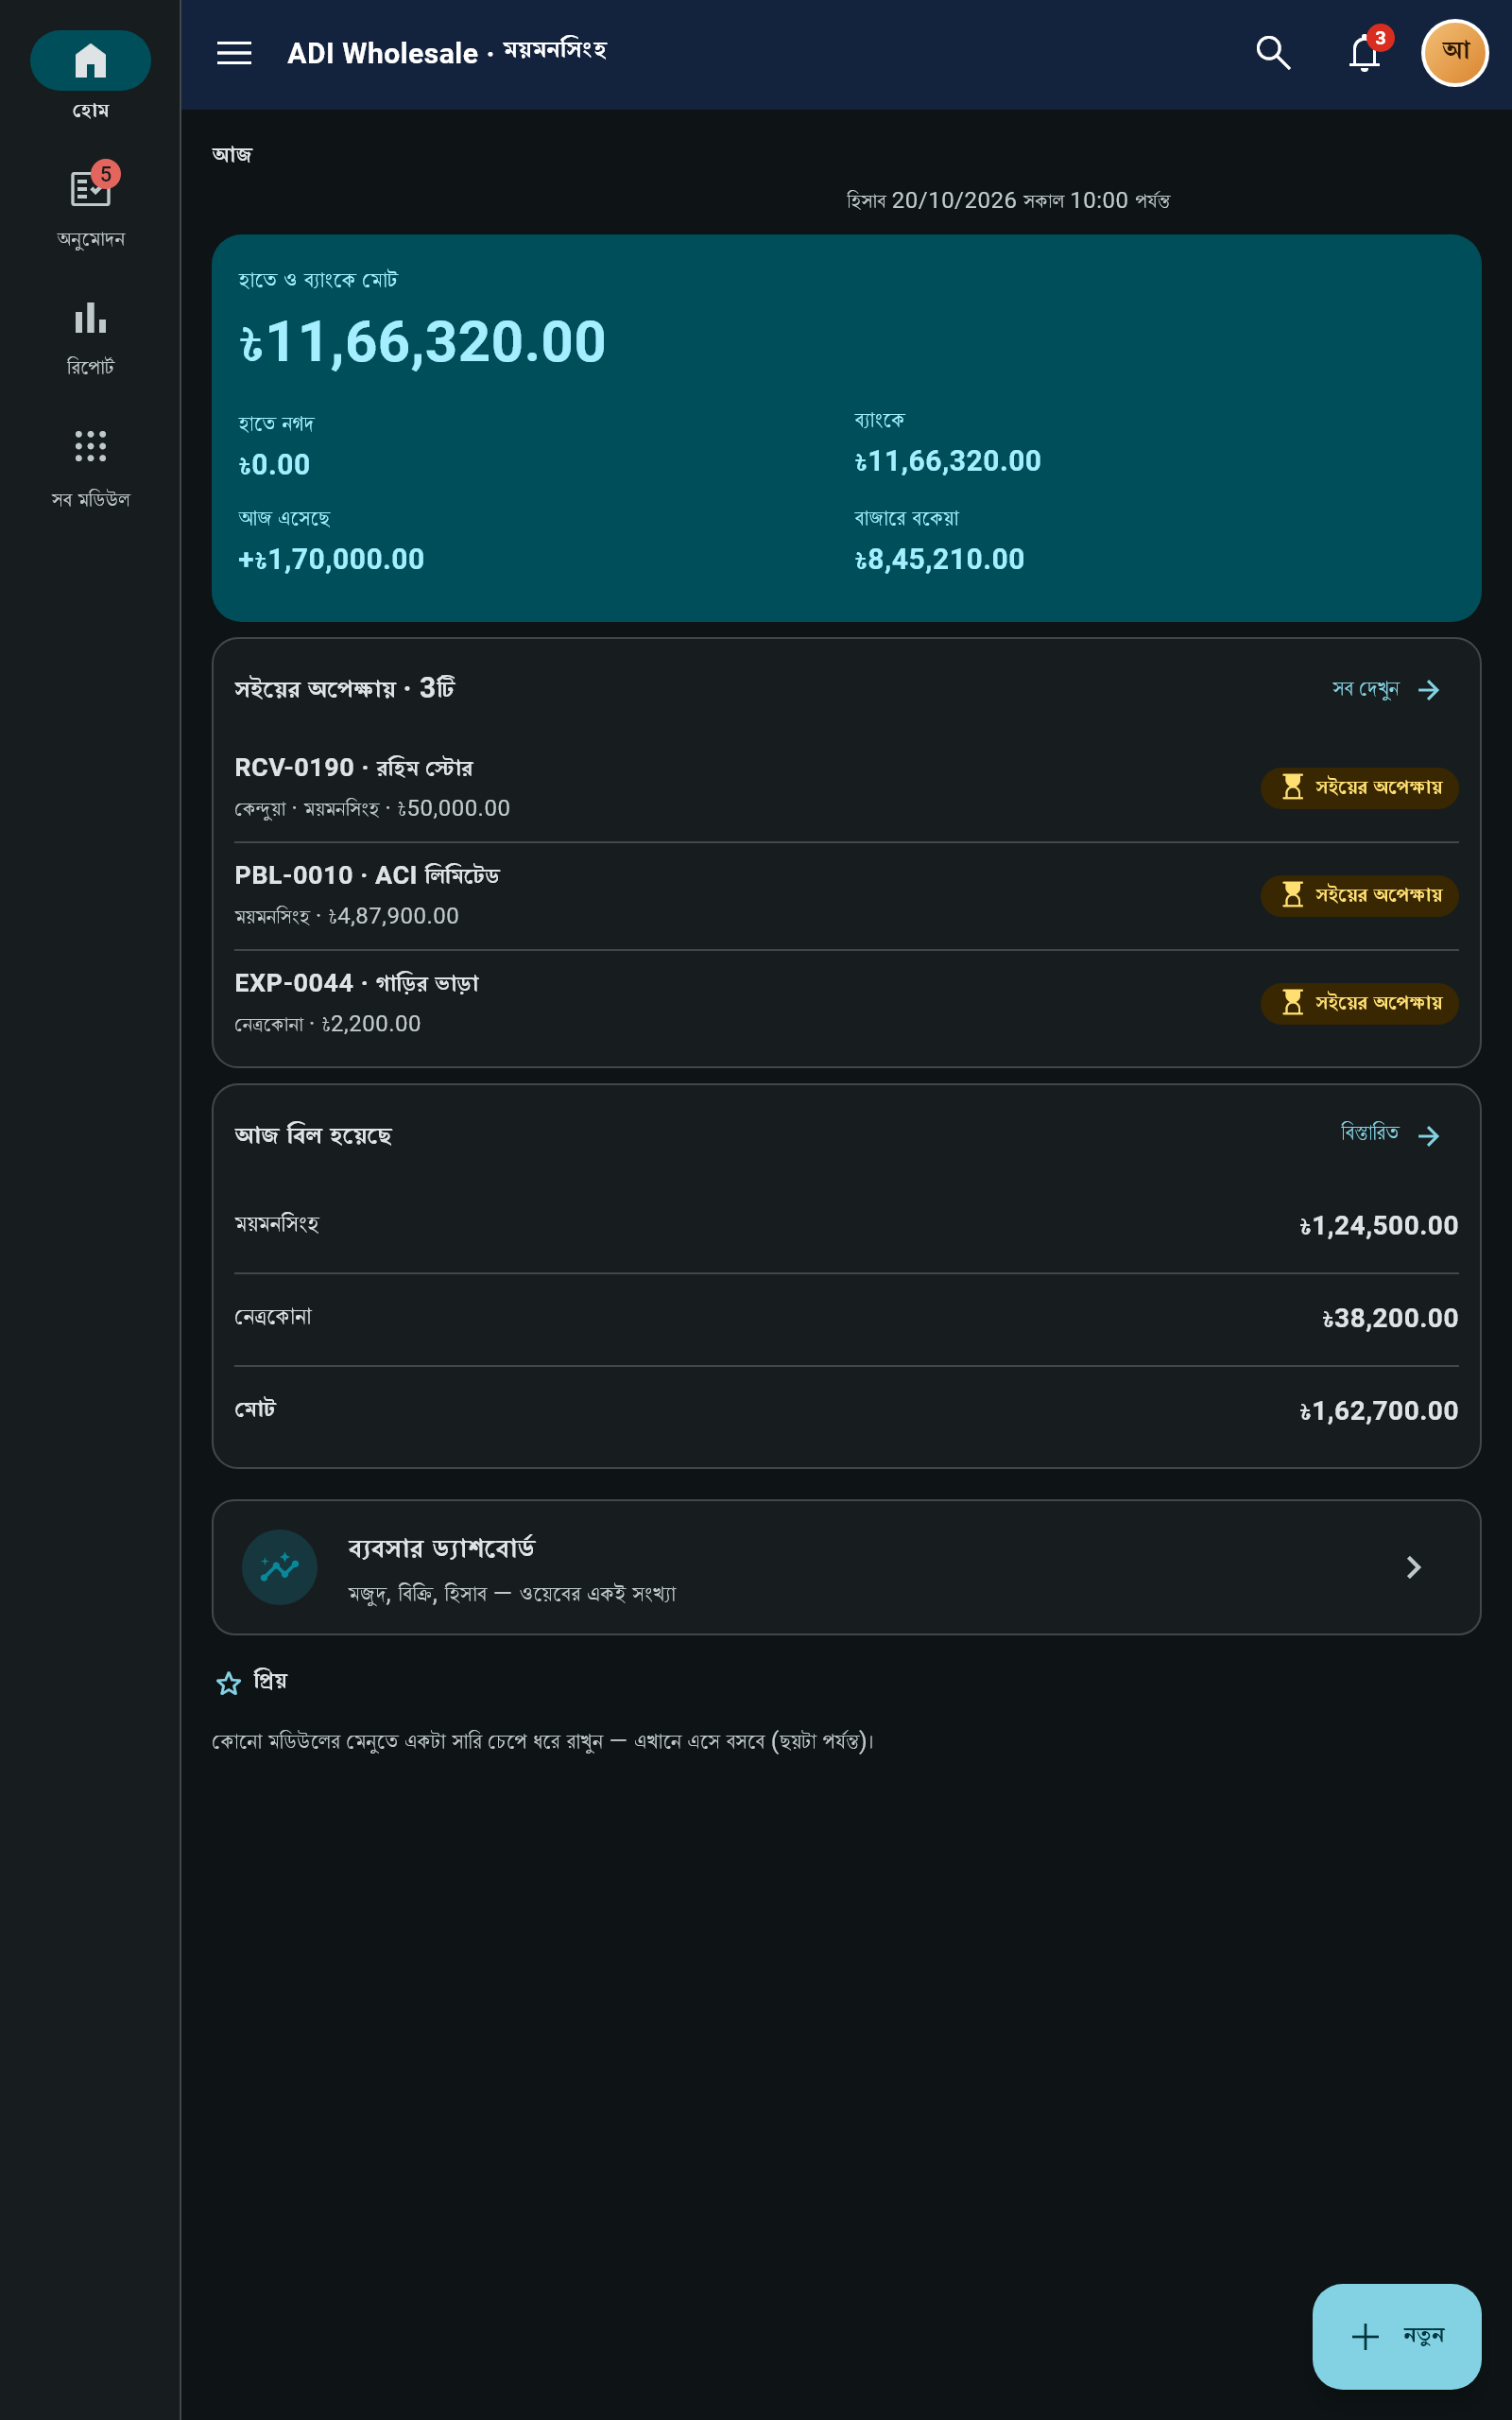 ADI Wholesale · ময়মনসিংহ
3
আ
হোম
5
অনুমোদন
রিপোর্ট
সব মডিউল
আজ
হিসাব 20/10/2026 সকাল 10:00 পর্যন্ত
হাতে ও ব্যাংকে মোট
৳11,66,320.00
হাতে নগদ
৳0.00
ব্যাংকে
৳11,66,320.00
আজ এসেছে
+৳1,70,000.00
বাজারে বকেয়া
৳8,45,210.00
সইয়ের অপেক্ষায় · 3টি
সব দেখুন
RCV-0190 · রহিম স্টোর
কেন্দুয়া · ময়মনসিংহ · ৳50,000.00
সইয়ের অপেক্ষায়
PBL-0010 · ACI লিমিটেড
ময়মনসিংহ · ৳4,87,900.00
সইয়ের অপেক্ষায়
EXP-0044 · গাড়ির ভাড়া
নেত্রকোনা · ৳2,200.00
সইয়ের অপেক্ষায়
আজ বিল হয়েছে
বিস্তারিত
ময়মনসিংহ
৳1,24,500.00
নেত্রকোনা
৳38,200.00
মোট
৳1,62,700.00
ব্যবসার ড্যাশবোর্ড
মজুদ, বিক্রি, হিসাব — ওয়েবের একই সংখ্যা
প্রিয়
কোনো মডিউলের মেনুতে একটা সারি চেপে ধরে রাখুন — এখানে এসে বসবে (ছয়টা পর্যন্ত)।
নতুন